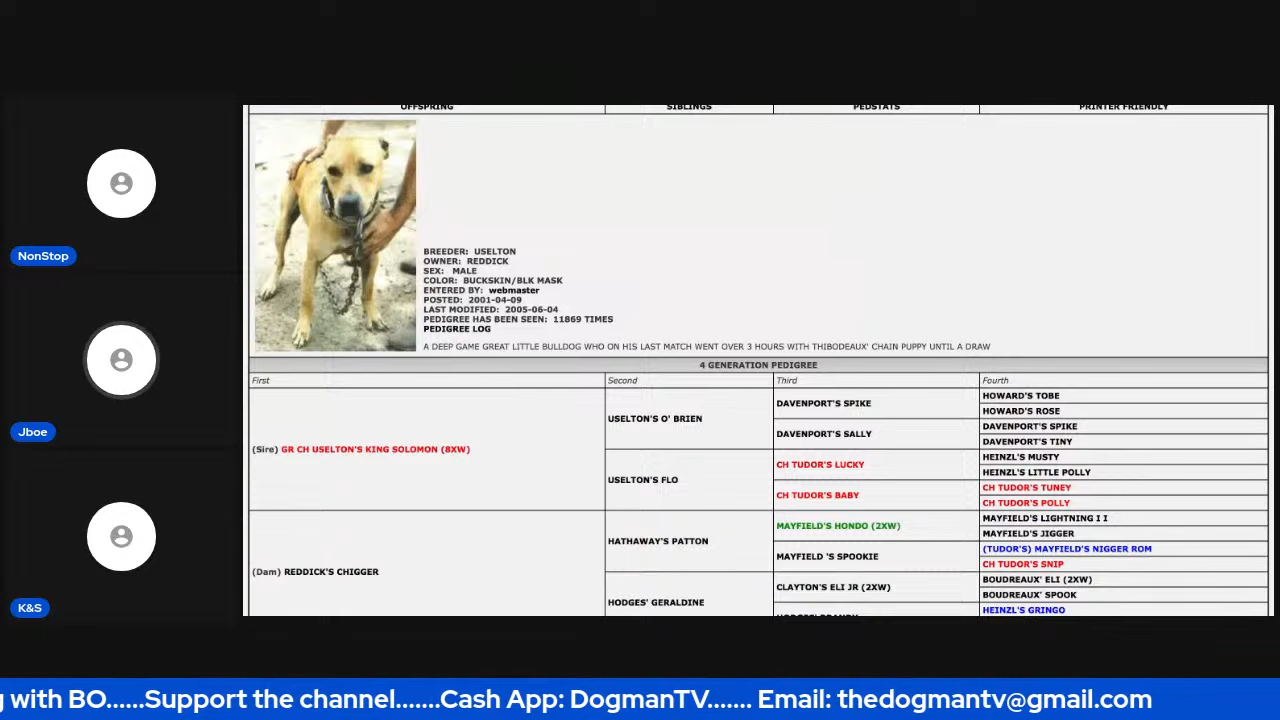 OFFSPRING SIBLINGS PEDSTATS PRINTER FRIENDLY
BREEDER: USELTON
OWNER: REDDICK
SEX: MALE
COLOR: BUCKSKIN/BLK MASK
ENTERED BY: webmaster
POSTED: 2001-04-09
LAST MODIFIED: 2005-06-04
PEDIGREE HAS BEEN SEEN: 11869 TIMES
PEDIGREE LOG
A DEEP GAME GREAT LITTLE BULLDOG WHO ON HIS LAST MATCH WENT OVER 3 HOURS WITH THIBODEAUX' CHAIN PUPPY UNTIL A DRAW
4 GENERATION PEDIGREE
First Second Third Fourth
(Sire) GR CH USELTON'S KING SOLOMON (8XW)
(Dam) REDDICK'S CHIGGER
USELTON'S O' BRIEN
USELTON'S FLO
HATHAWAY'S PATTON
HODGES' GERALDINE
DAVENPORT'S SPIKE
DAVENPORT'S SALLY
CH TUDOR'S LUCKY
CH TUDOR'S BABY
MAYFIELD'S HONDO (2XW)
MAYFIELD 'S SPOOKIE
CLAYTON'S ELI JR (2XW)
HOWARD'S TOBE
HOWARD'S ROSE
DAVENPORT'S SPIKE
DAVENPORT'S TINY
HEINZL'S MUSTY
HEINZL'S LITTLE POLLY
CH TUDOR'S TUNEY
CH TUDOR'S POLLY
MAYFIELD'S LIGHTNING I I
MAYFIELD'S JIGGER
(TUDOR'S) MAYFIELD'S NIGGER ROM
CH TUDOR'S SNIP
BOUDREAUX' ELI (2XW)
BOUDREAUX' SPOOK
HEINZL'S GRINGO
NonStop
Jboe
K&S
with BO......Support the channel.......Cash App: DogmanTV....... Email: thedogmantv@gmail.com